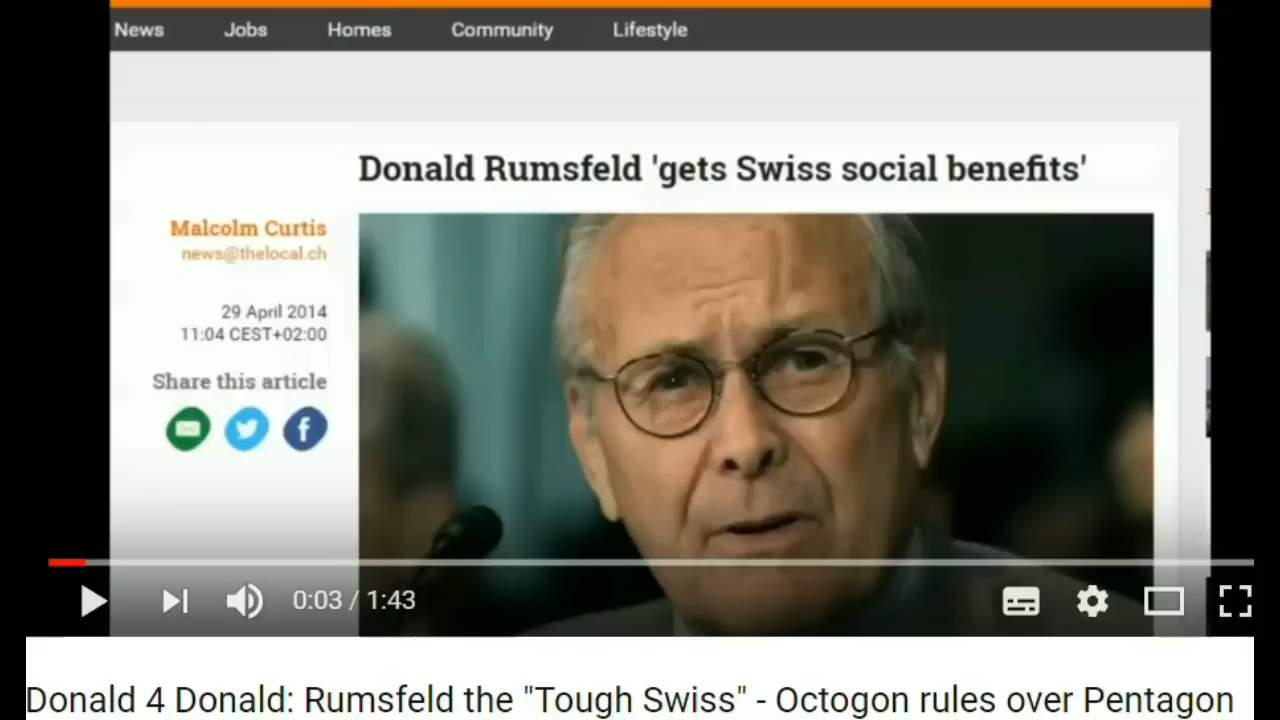 News Jobs Homes Community Lifestyle
Donald Rumsfeld 'gets Swiss social benefits'
Malcolm Curtis
news@thelocal.ch
29 April 2014
11:04 CEST+02:00
Share this article
0:03 / 1:43
Donald 4 Donald: Rumsfeld the "Tough Swiss" - Octogon rules over Pentagon